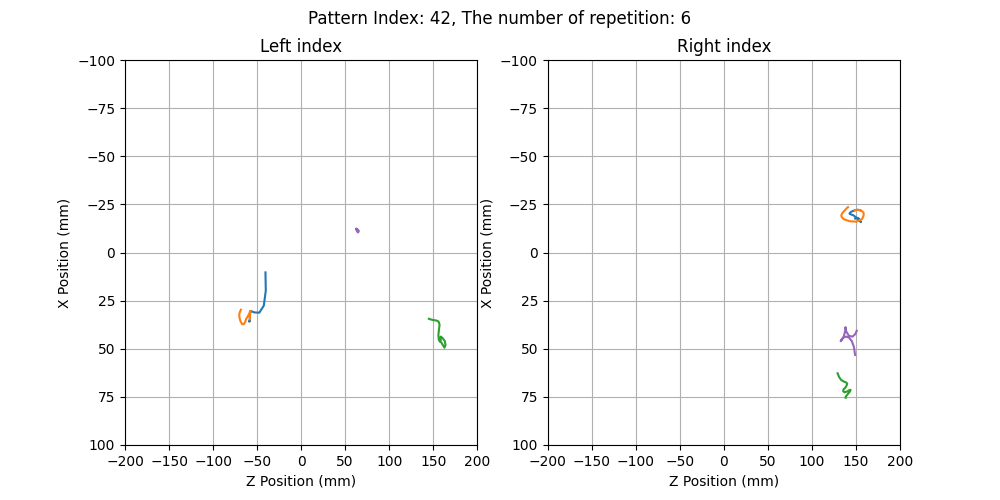 Pattern Index: 42, The number of repetition: 6
Left index
Right index
−100
−75
−50
−25
0
25
50
75
100
−200 −150 −100 −50 0 50 100 150 200
X Position (mm)
Z Position (mm)
−100
−75
−50
−25
0
25
50
75
100
−200 −150 −100 −50 0 50 100 150 200
X Position (mm)
Z Position (mm)